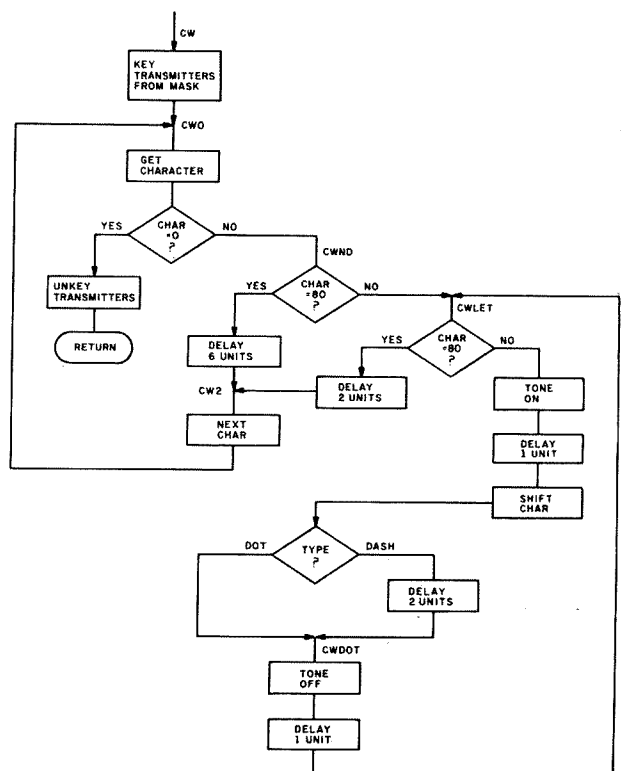 CW
KEY
TRANSMITTERS
FROM MASK
CWO
GET
CHARACTER
YES
CHAR
=0
?
NO
CWND
UNKEY
TRANSMITTERS
RETURN
YES
CHAR
=80
?
NO
CWLET
DELAY
6 UNITS
YES
CHAR
=80
?
NO
CW2
DELAY
2 UNITS
TONE
ON
NEXT
CHAR
DELAY
1 UNIT
SHIFT
CHAR
DOT
TYPE
?
DASH
DELAY
2 UNITS
CWDOT
TONE
OFF
DELAY
1 UNIT